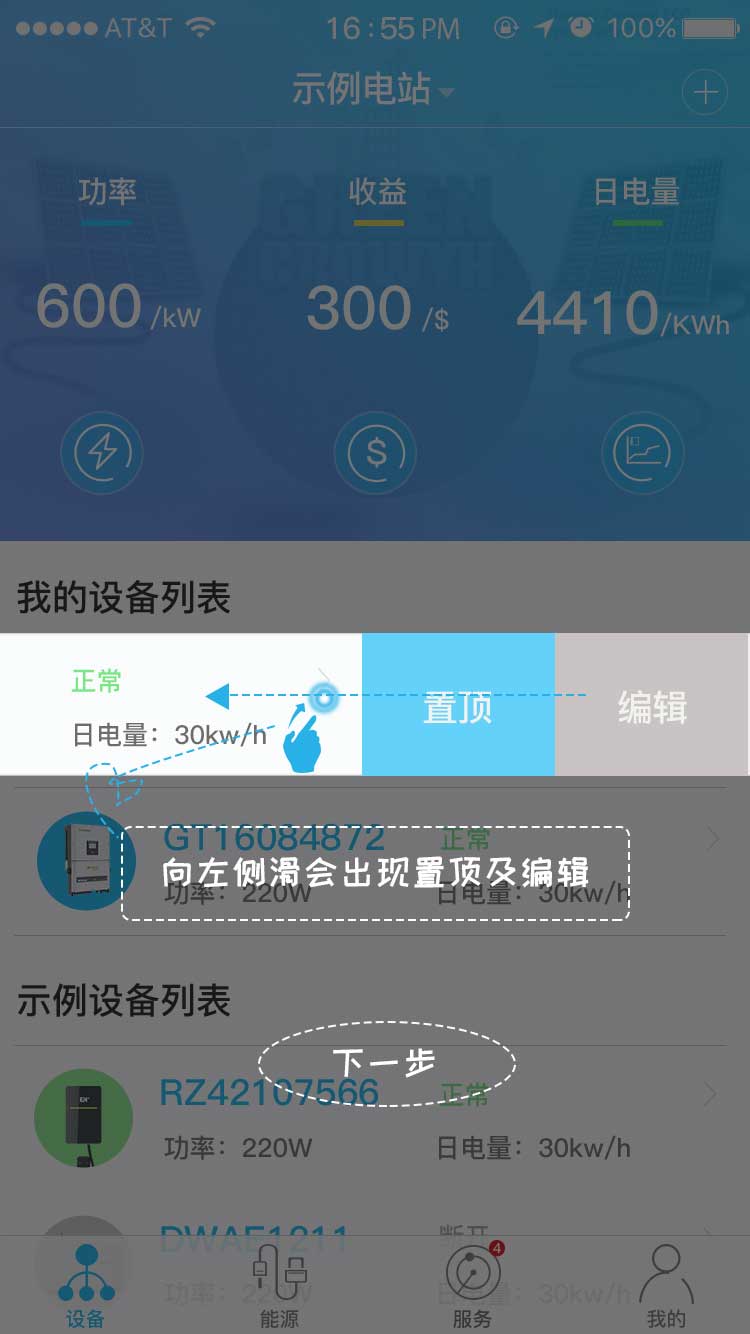 AT&T 16:55PM 100%
示例电站
功率 收益 日电量
600/kW 300/$ 4410/KWh
我的设备列表
正常
置顶 编辑
日电量：30kw/h
GT16084872 正常
向左侧滑会出现置顶及编辑
功率：220W 日电量：30kw/h
示例设备列表
下一步
RZ42107566 正常
功率：220W 日电量：30kw/h
DWAE1211 断开
功率：220W 日电量：30kw/h
4
设备 能源 服务 我的